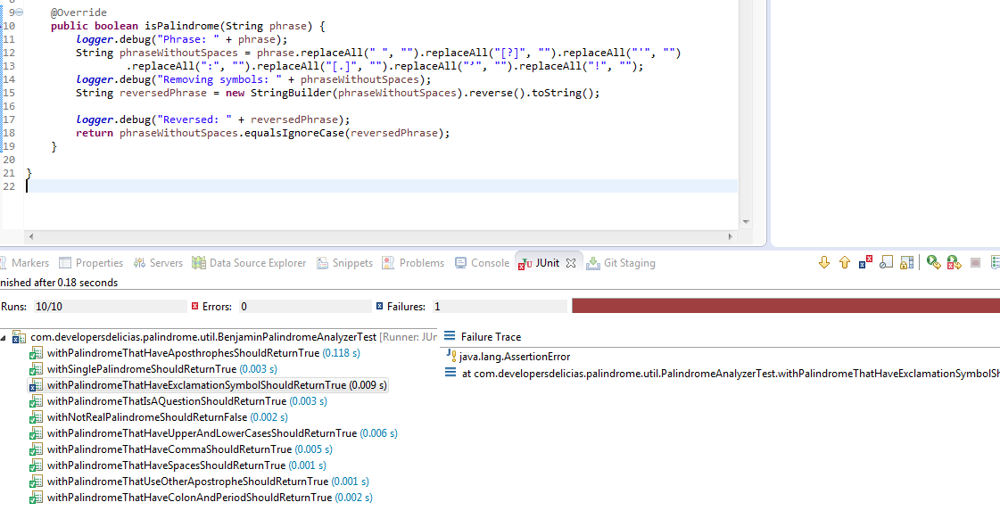 9
@Override
10 public boolean isPalindrome(String phrase) {
11 logger.debug("Phrase: " + phrase);
12 String phraseWithoutSpaces = phrase.replaceAll(" ", "").replaceAll("[?]", "").replaceAll("'", "")
13 .replaceAll(":", "").replaceAll("[.]", "").replaceAll("’", "").replaceAll("!", "");
14 logger.debug("Removing symbols: " + phraseWithoutSpaces);
15 String reversedPhrase = new StringBuilder(phraseWithoutSpaces).reverse().toString();
16
17 logger.debug("Reversed: " + reversedPhrase);
18 return phraseWithoutSpaces.equalsIgnoreCase(reversedPhrase);
19 }
20
21 }
22
Markers Properties Servers Data Source Explorer Snippets Problems Console JUnit Git Staging
nished after 0.18 seconds
Runs: 10/10 Errors: 0 Failures: 1
com.developersdelicias.palindrome.util.BenjaminPalindromeAnalyzerTest [Runner: JUr
withPalindromeThatHaveAposthrophesShouldReturnTrue (0.118 s)
withSinglePalindromeShouldReturnTrue (0.003 s)
withPalindromeThatHaveExclamationSymbolShouldReturnTrue (0.009 s)
withPalindromeThatIsAQuestionShouldReturnTrue (0.003 s)
withNotRealPalindromeShouldReturnFalse (0.002 s)
withPalindromeThatHaveUpperAndLowerCasesShouldReturnTrue (0.006 s)
withPalindromeThatHaveCommaShouldReturnTrue (0.005 s)
withPalindromeThatHaveSpacesShouldReturnTrue (0.001 s)
withPalindromeThatUseOtherApostropheShouldReturnTrue (0.001 s)
withPalindromeThatHaveColonAndPeriodShouldReturnTrue (0.002 s)
Failure Trace
java.lang.AssertionError
at com.developersdelicias.palindrome.util.PalindromeAnalyzerTest.withPalindromeThatHaveExclamationSymbolSh